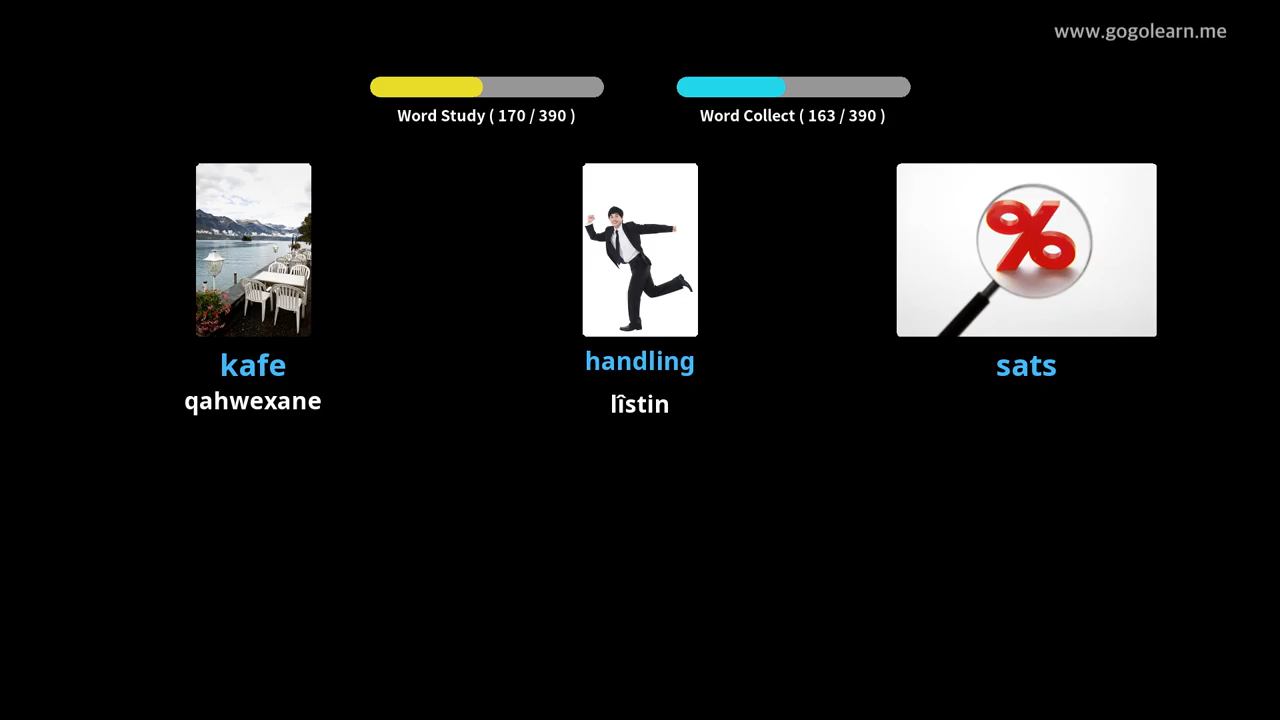 www.gogolearn.me
Word Study ( 170 / 390 )
Word Collect ( 163 / 390 )
kafe
qahwexane
handling
lîstin
sats